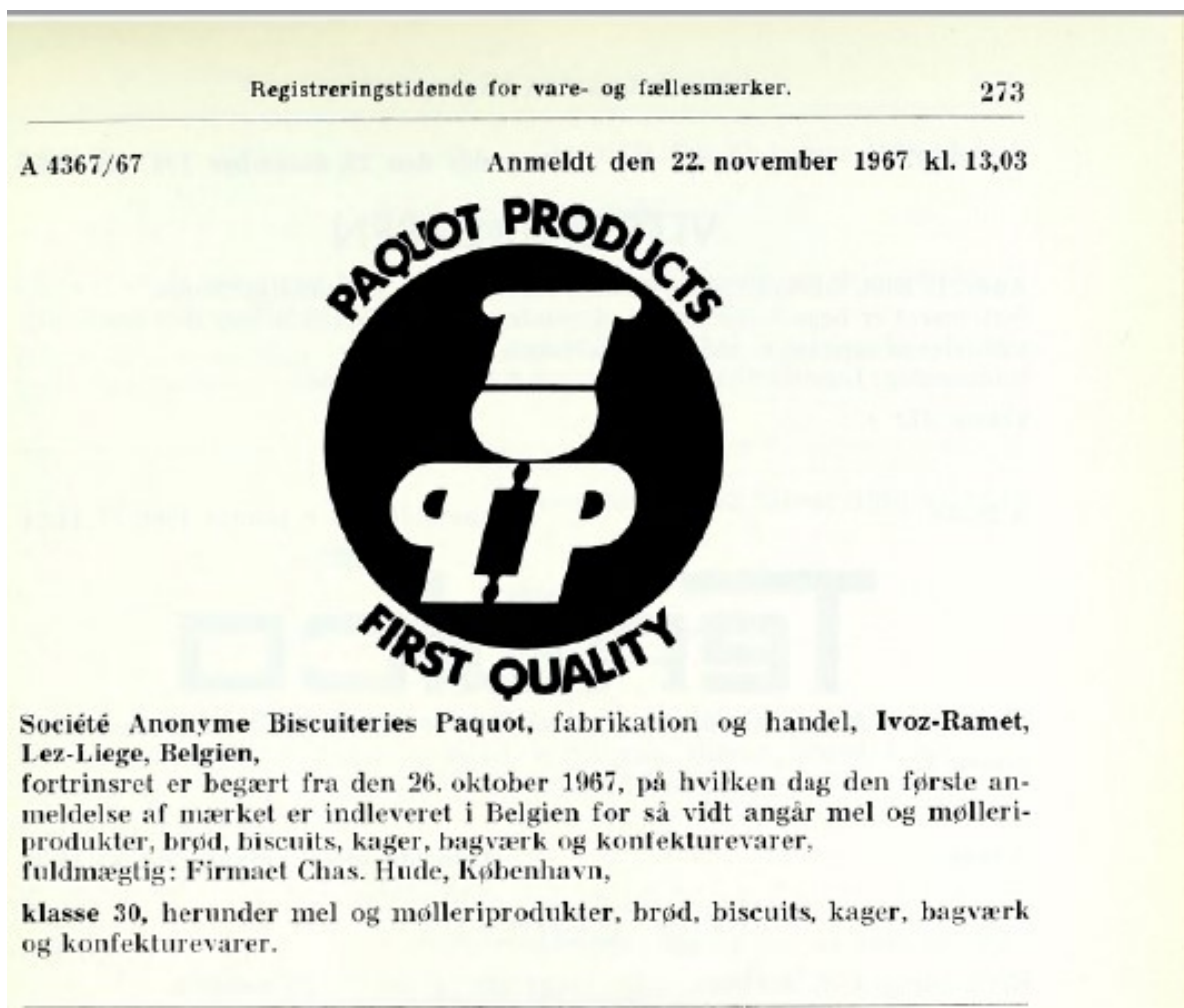 Registreringstidende for vare- og fællesmærker. 273
A 4367/67 Anmeldt den 22. november 1967 kl. 13,03
PAQUOT PRODUCTS
PP
FIRST QUALITY
Société Anonyme Biscuiteries Paquot, fabrikation og handel, Ivoz-Ramet,
Lez-Liege, Belgien,
fortrinsret er begært fra den 26. oktober 1967, på hvilken dag den første an-
meldelse af mærket er indleveret i Belgien for så vidt angår mel og mølleri-
produkter, brød, biscuits, kager, bagværk og konfekturevarer,
fuldmægtig: Firmaet Chas. Hude, København,
klasse 30, herunder mel og mølleriprodukter, brød, biscuits, kager, bagværk
og konfekturevarer.